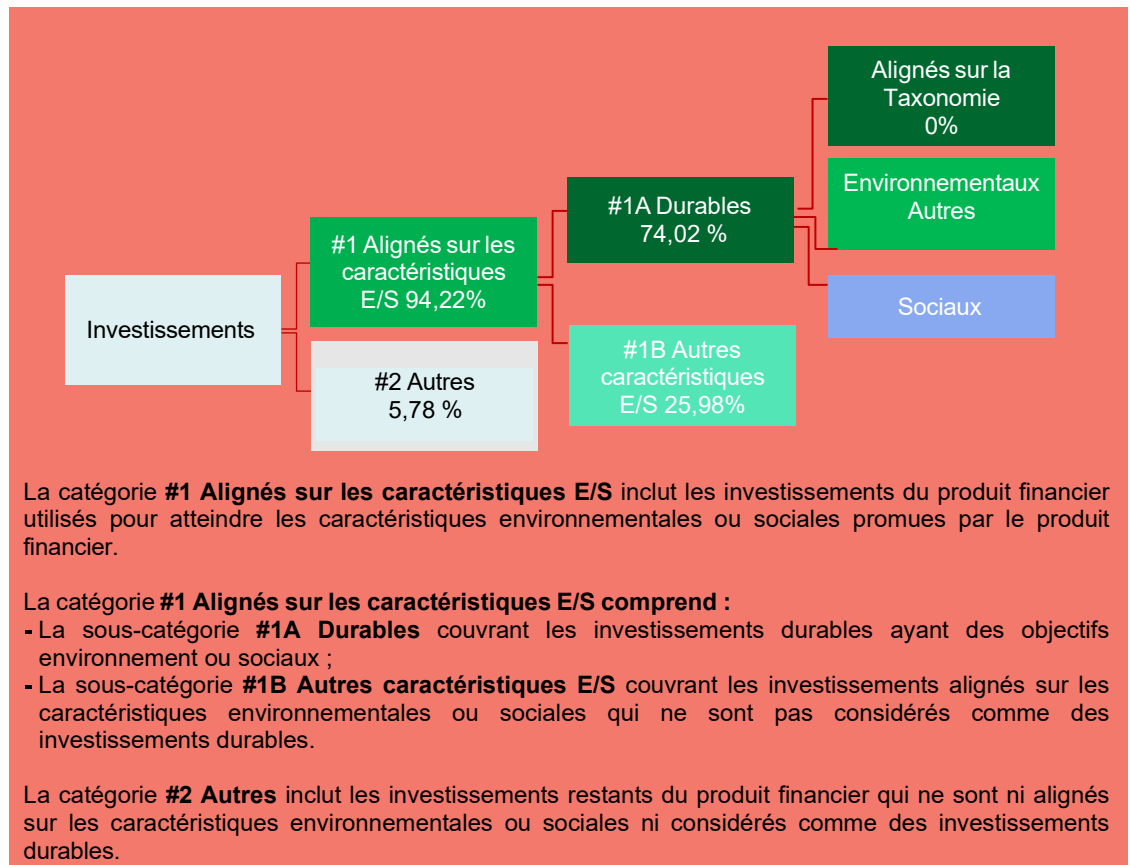 Alignés sur la
Taxonomie
0%
Environnementaux
Autres
#1A Durables
74,02 %
#1 Alignés sur les
caractéristiques
E/S 94,22%
Sociaux
Investissements
#1B Autres
caractéristiques
E/S 25,98%
#2 Autres
5,78 %
La catégorie #1 Alignés sur les caractéristiques E/S inclut les investissements du produit financier
utilisés pour atteindre les caractéristiques environnementales ou sociales promues par le produit
financier.
La catégorie #1 Alignés sur les caractéristiques E/S comprend :
- La sous-catégorie #1A Durables couvrant les investissements durables ayant des objectifs
environnement ou sociaux ;
- La sous-catégorie #1B Autres caractéristiques E/S couvrant les investissements alignés sur les
caractéristiques environnementales ou sociales qui ne sont pas considérés comme des
investissements durables.
La catégorie #2 Autres inclut les investissements restants du produit financier qui ne sont ni alignés
sur les caractéristiques environnementales ou sociales ni considérés comme des investissements
durables.